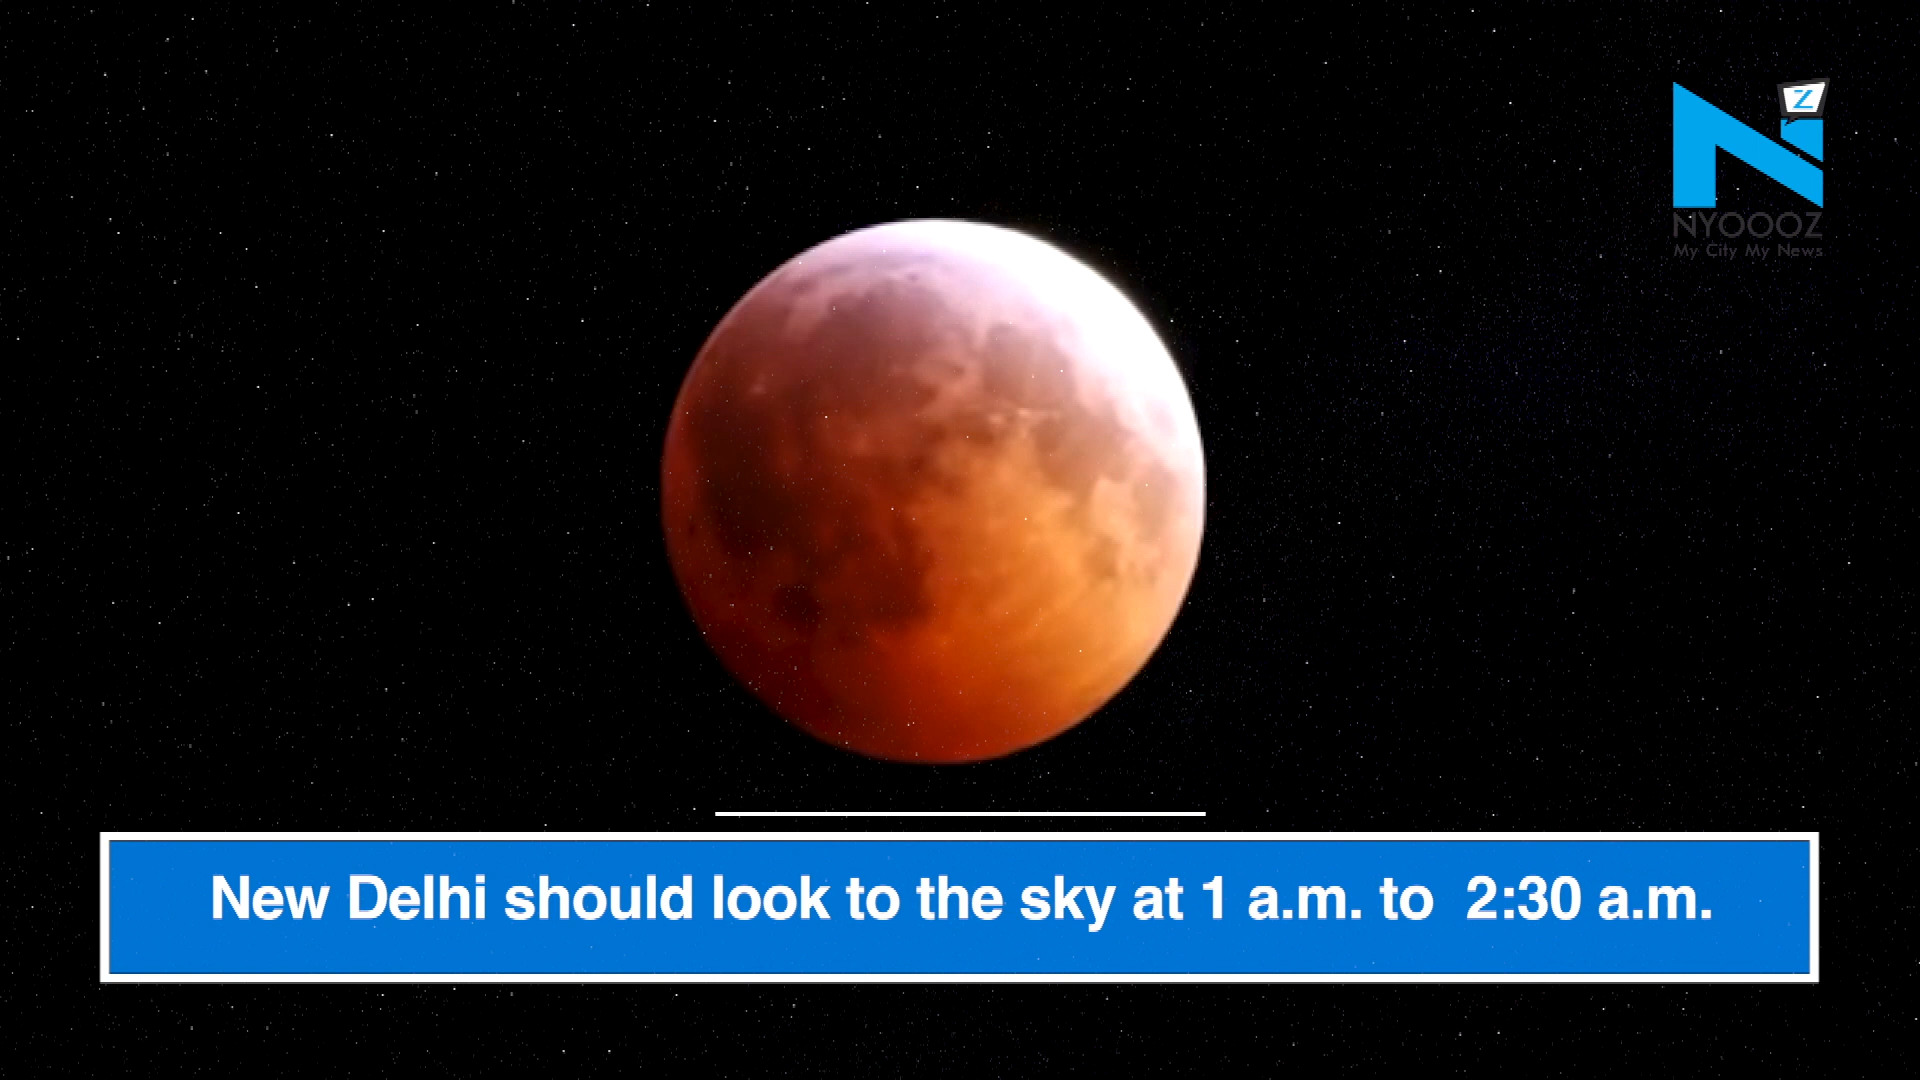 Z
NYOOOZ
My City My News
New Delhi should look to the sky at 1 a.m. to  2:30 a.m.